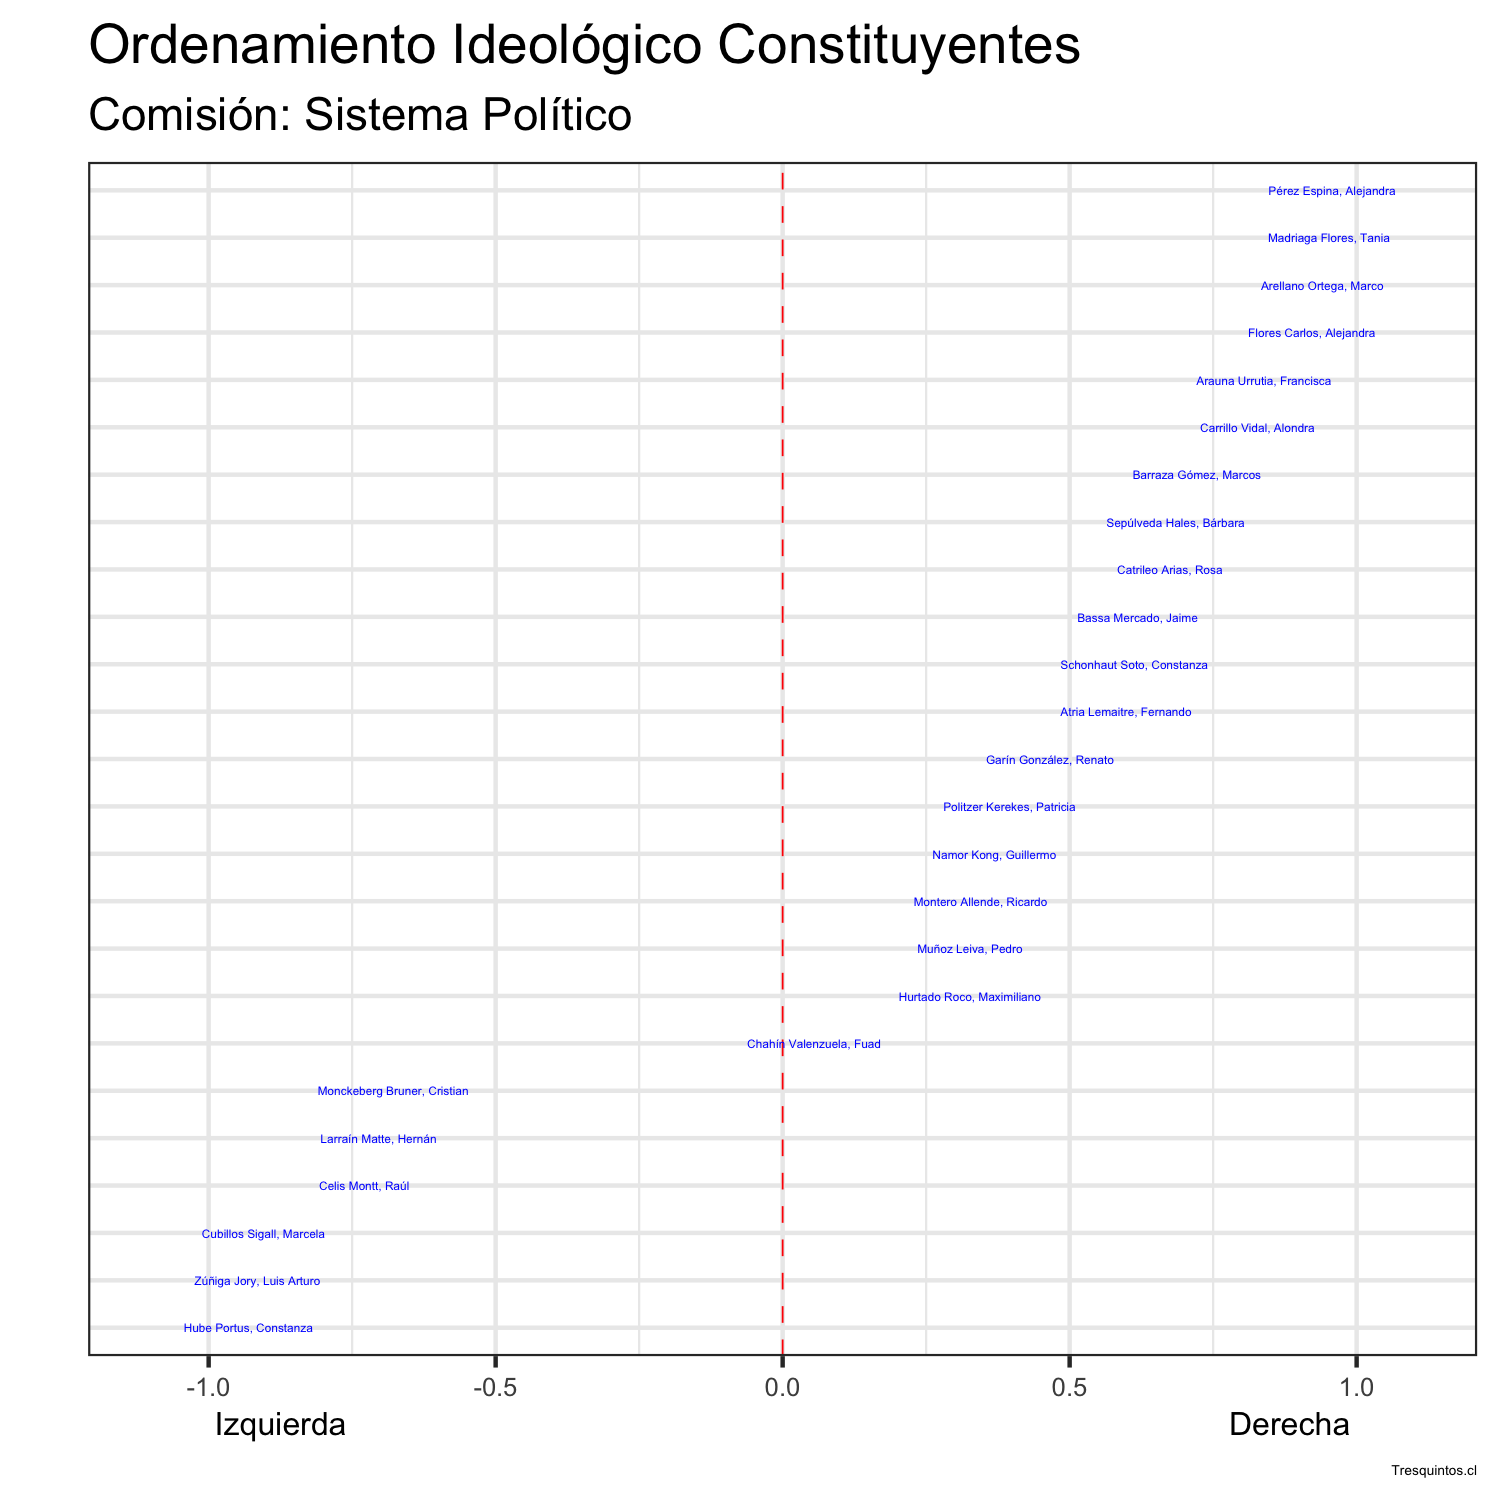 Ordenamiento Ideológico Constituyentes
Comisión: Sistema Político
Pérez Espina, Alejandra
Madriaga Flores, Tania
Arellano Ortega, Marco
Flores Carlos, Alejandra
Arauna Urrutia, Francisca
Carrillo Vidal, Alondra
Barraza Gómez, Marcos
Sepúlveda Hales, Bárbara
Catrileo Arias, Rosa
Bassa Mercado, Jaime
Schonhaut Soto, Constanza
Atria Lemaitre, Fernando
Garín González, Renato
Politzer Kerekes, Patricia
Namor Kong, Guillermo
Montero Allende, Ricardo
Muñoz Leiva, Pedro
Hurtado Roco, Maximiliano
Chahín Valenzuela, Fuad
Monckeberg Bruner, Cristian
Larraín Matte, Hernán
Celis Montt, Raúl
Cubillos Sigall, Marcela
Zúñiga Jory, Luis Arturo
Hube Portus, Constanza
-1.0 -0.5 0.0 0.5 1.0
Izquierda Derecha
Tresquintos.cl